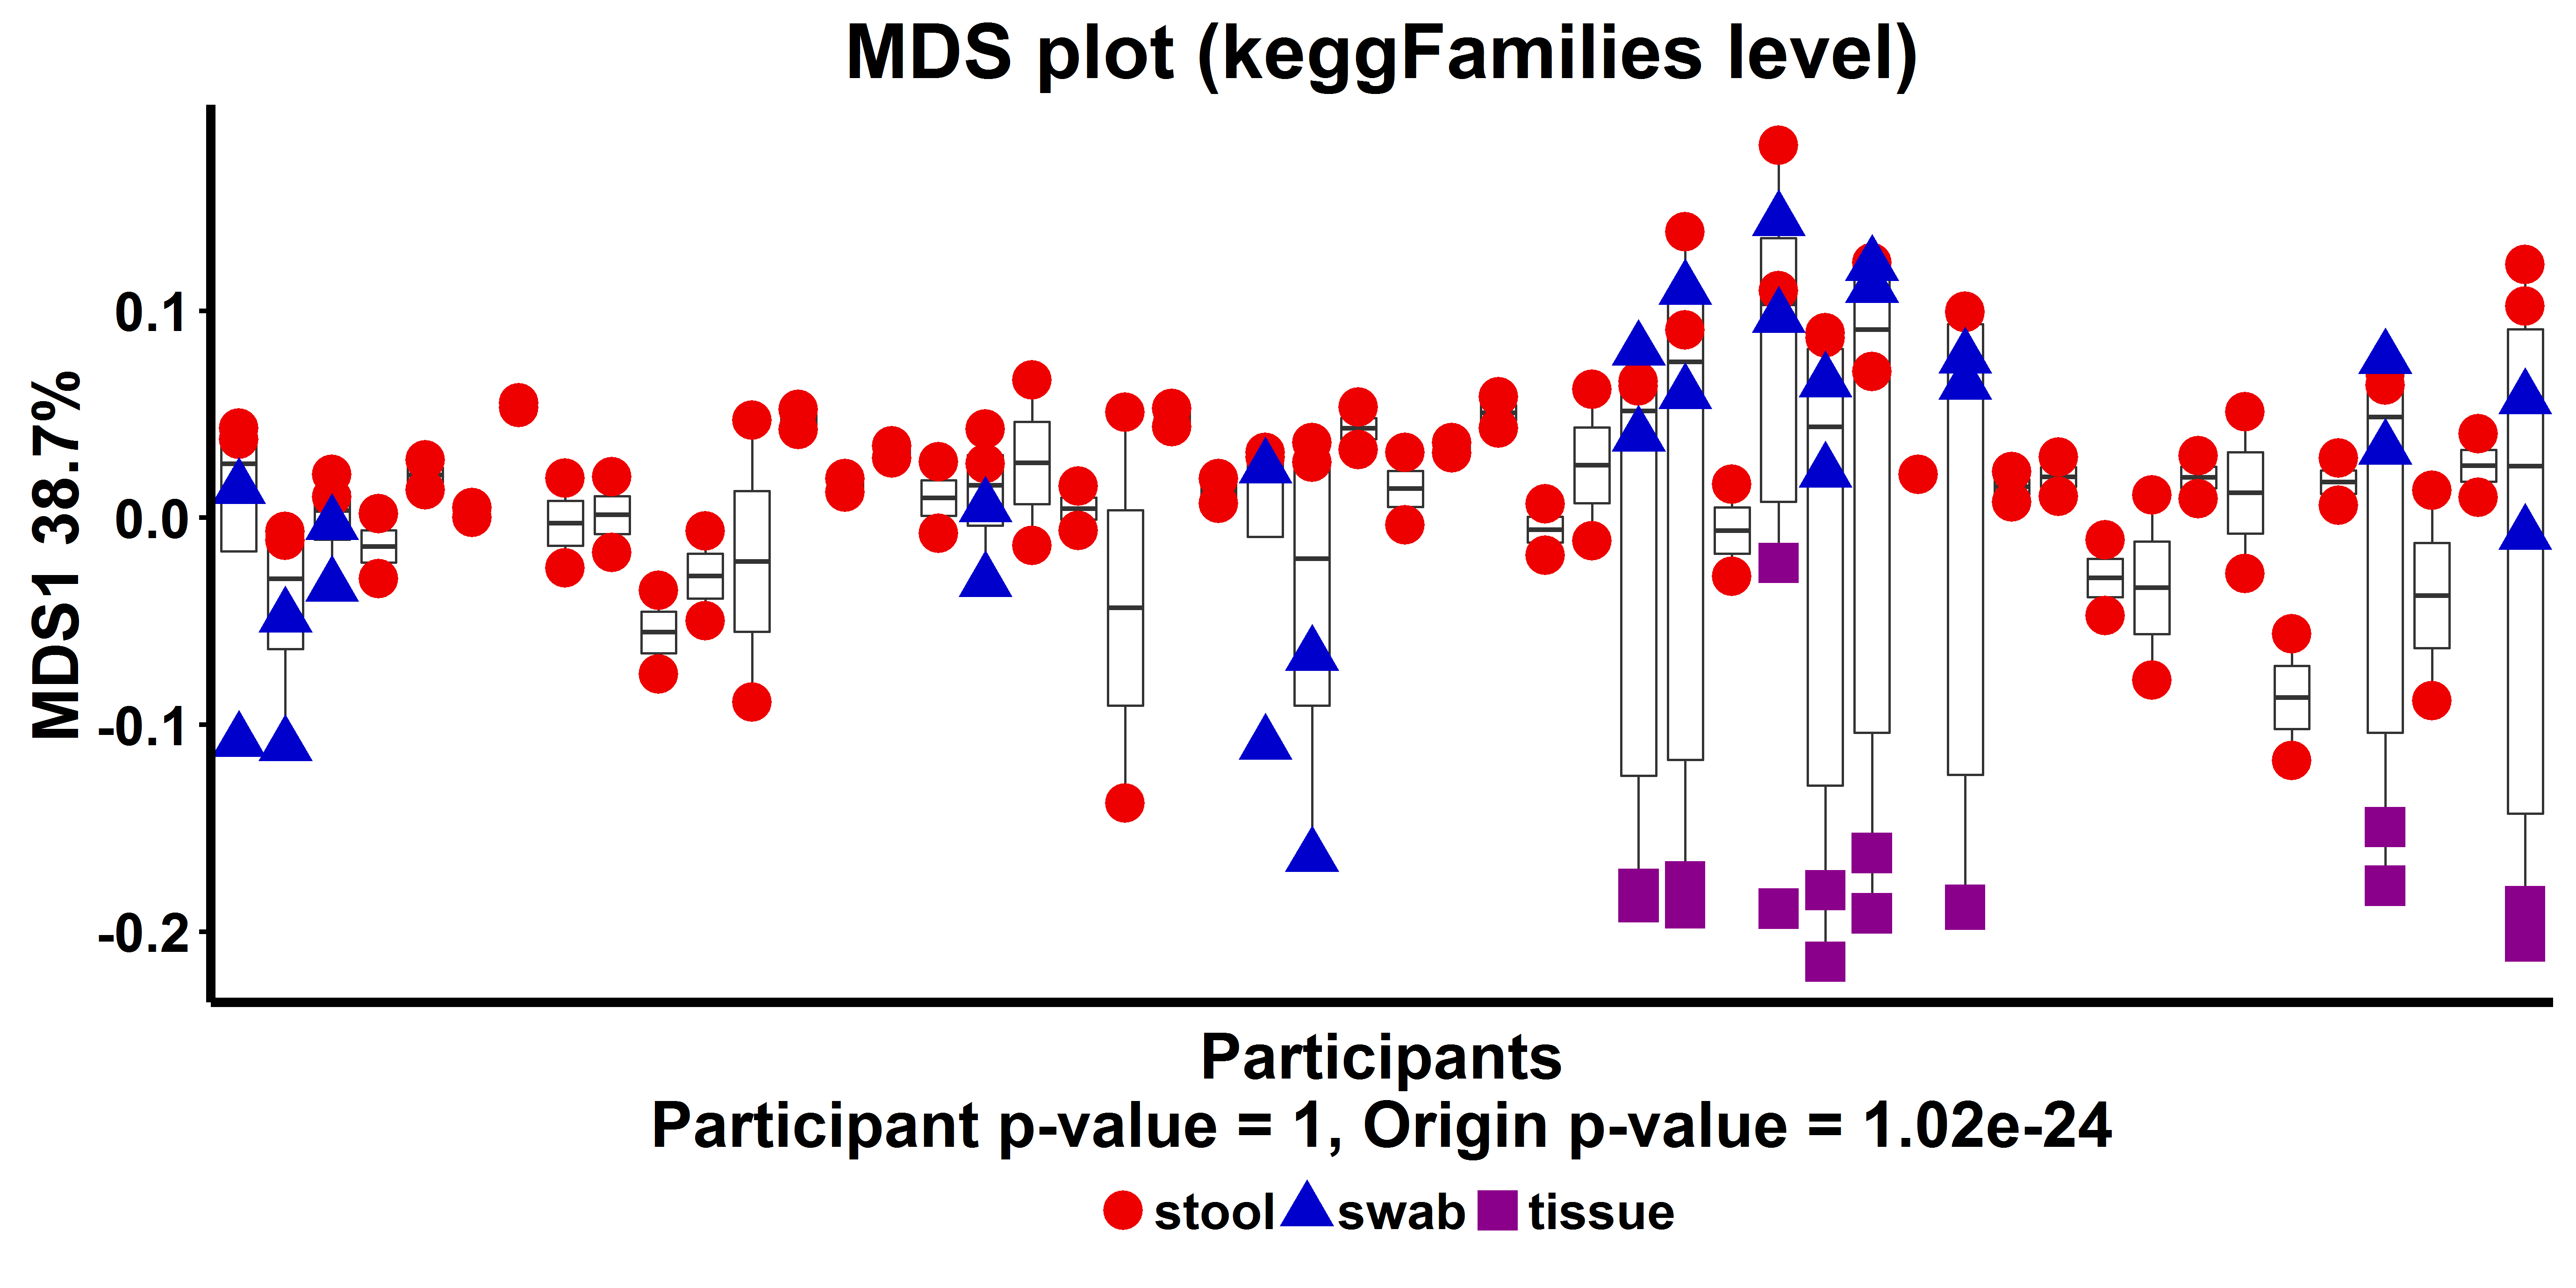 MDS plot (keggFamilies level)
MDS1 38.7%
0.1
0.0
-0.1
-0.2
Participants
Participant p-value = 1, Origin p-value = 1.02e-24
stool swab tissue